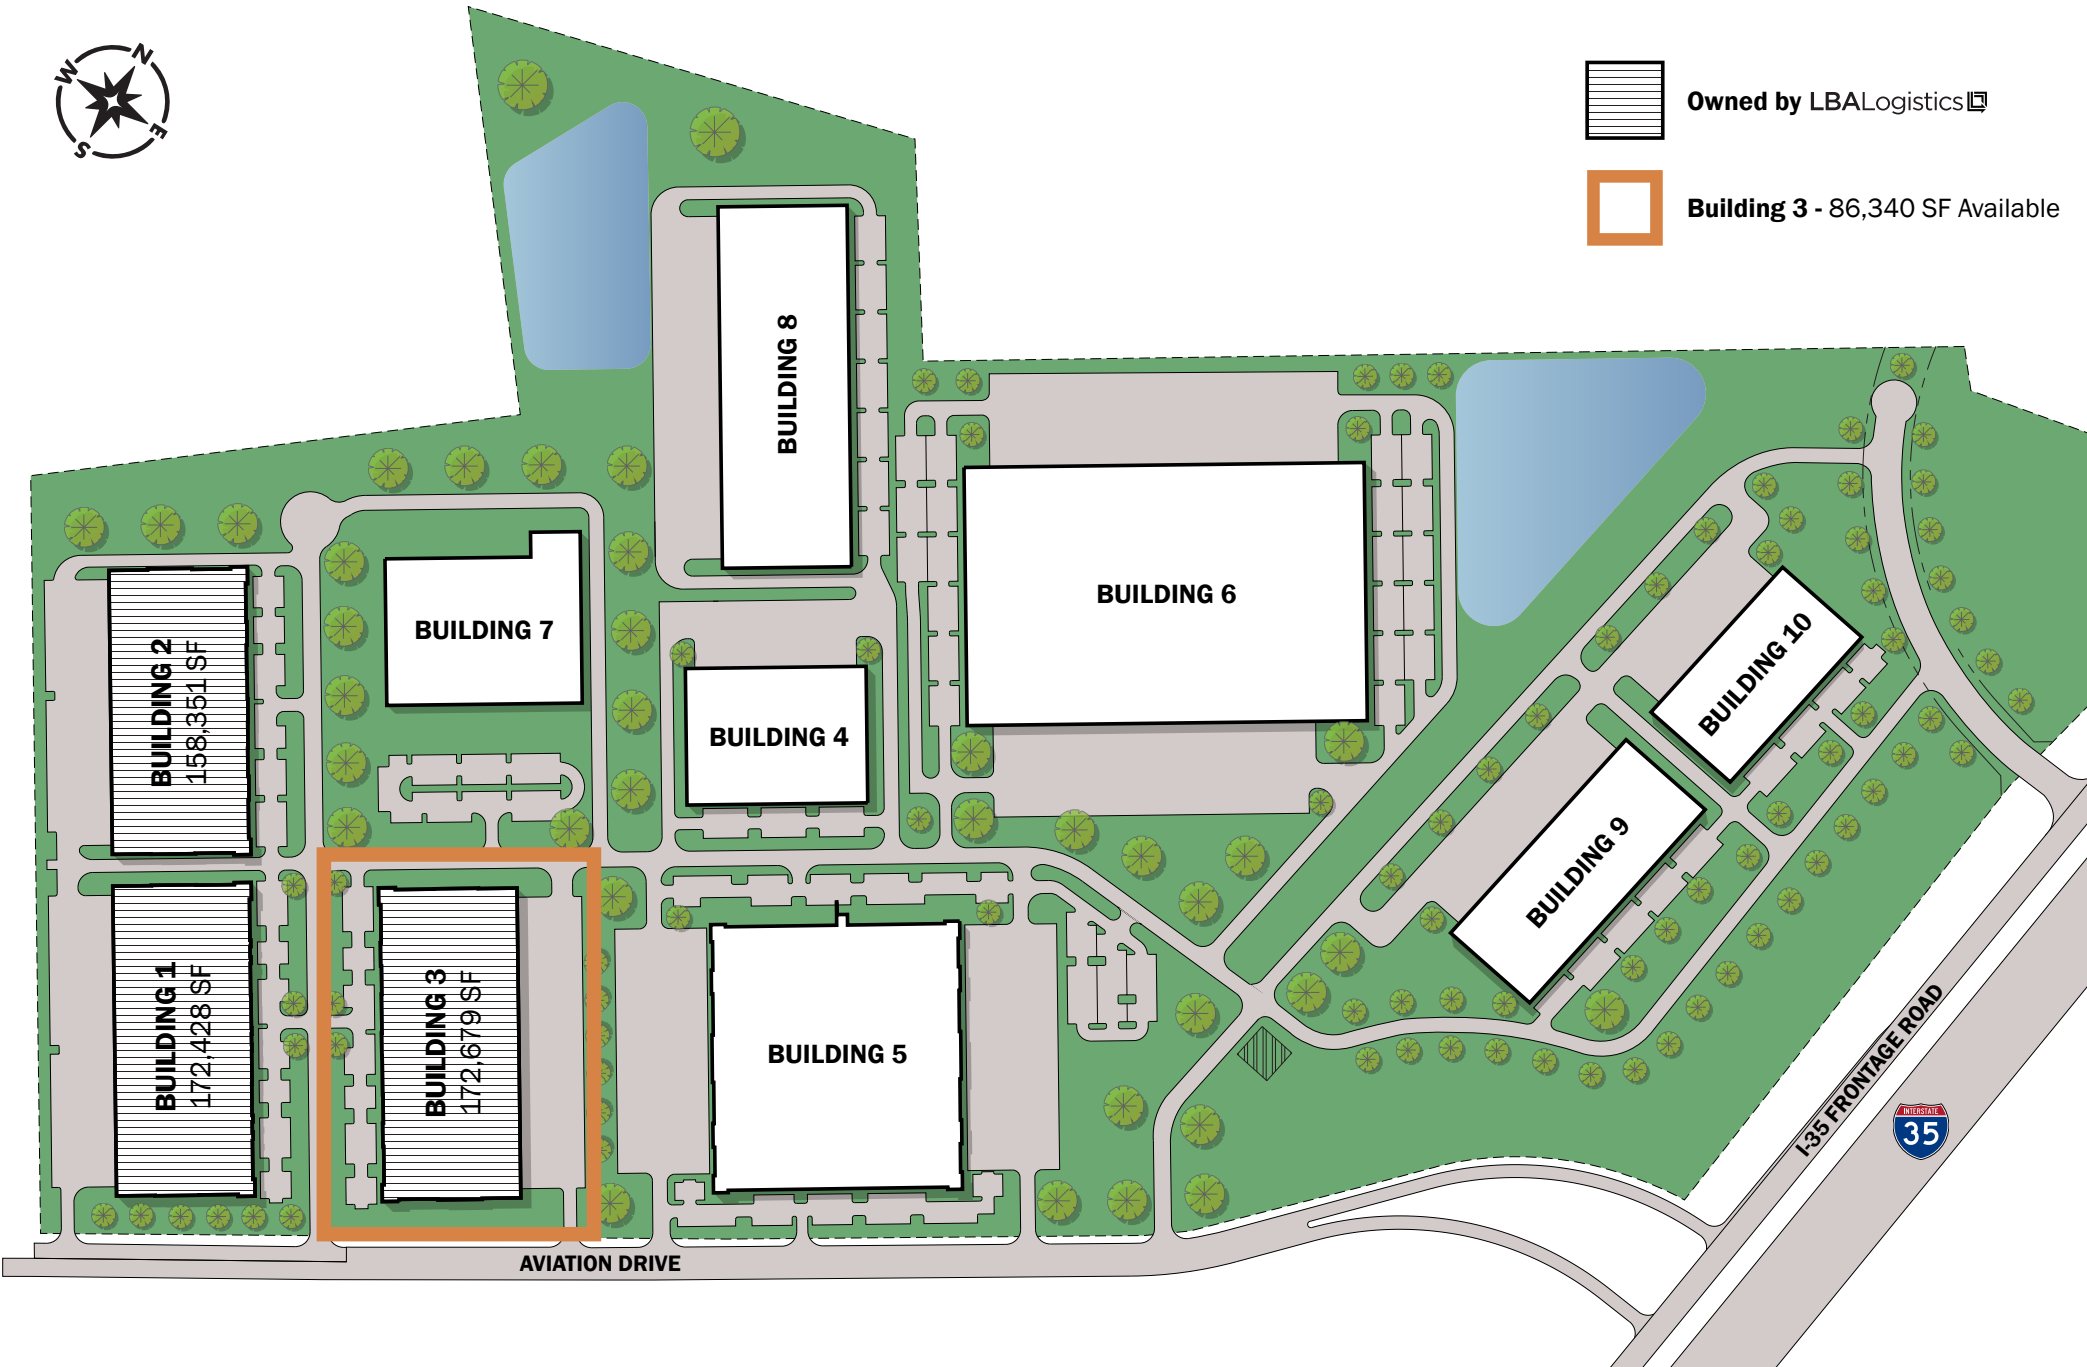 N
W
E
S
Owned by LBALogistics
Building 3 - 86,340 SF Available
BUILDING 8
BUILDING 6
BUILDING 7
BUILDING 4
BUILDING 10
BUILDING 9
BUILDING 2
158,351 SF
BUILDING 1
172,428 SF
BUILDING 3
172,679 SF
BUILDING 5
I-35 FRONTAGE ROAD
INTERSTATE
35
AVIATION DRIVE